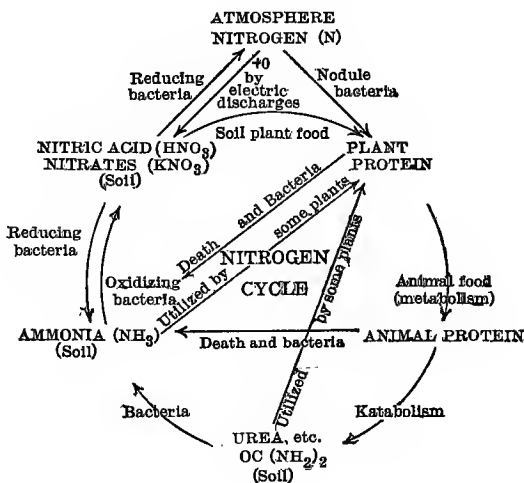 ATMOSPHERE
NITROGEN (N)
Reducing
bacteria
+O
by
electric
discharges
Nodule
bacteria
Soil plant food
NITRIC ACID (HNO3)
NITRATES (KNO3)
(Soil)
PLANT
PROTEIN
Death and Bacteria
Utilized by some plants
Reducing
bacteria
Oxidizing
bacteria
NITROGEN
CYCLE
Utilized by some plants
Animal food
(metabolism)
AMMONIA (NH3)
(Soil)
Death and bacteria
ANIMAL PROTEIN
Bacteria
Katabolism
UREA, etc.
OC (NH2)2
(Soil)